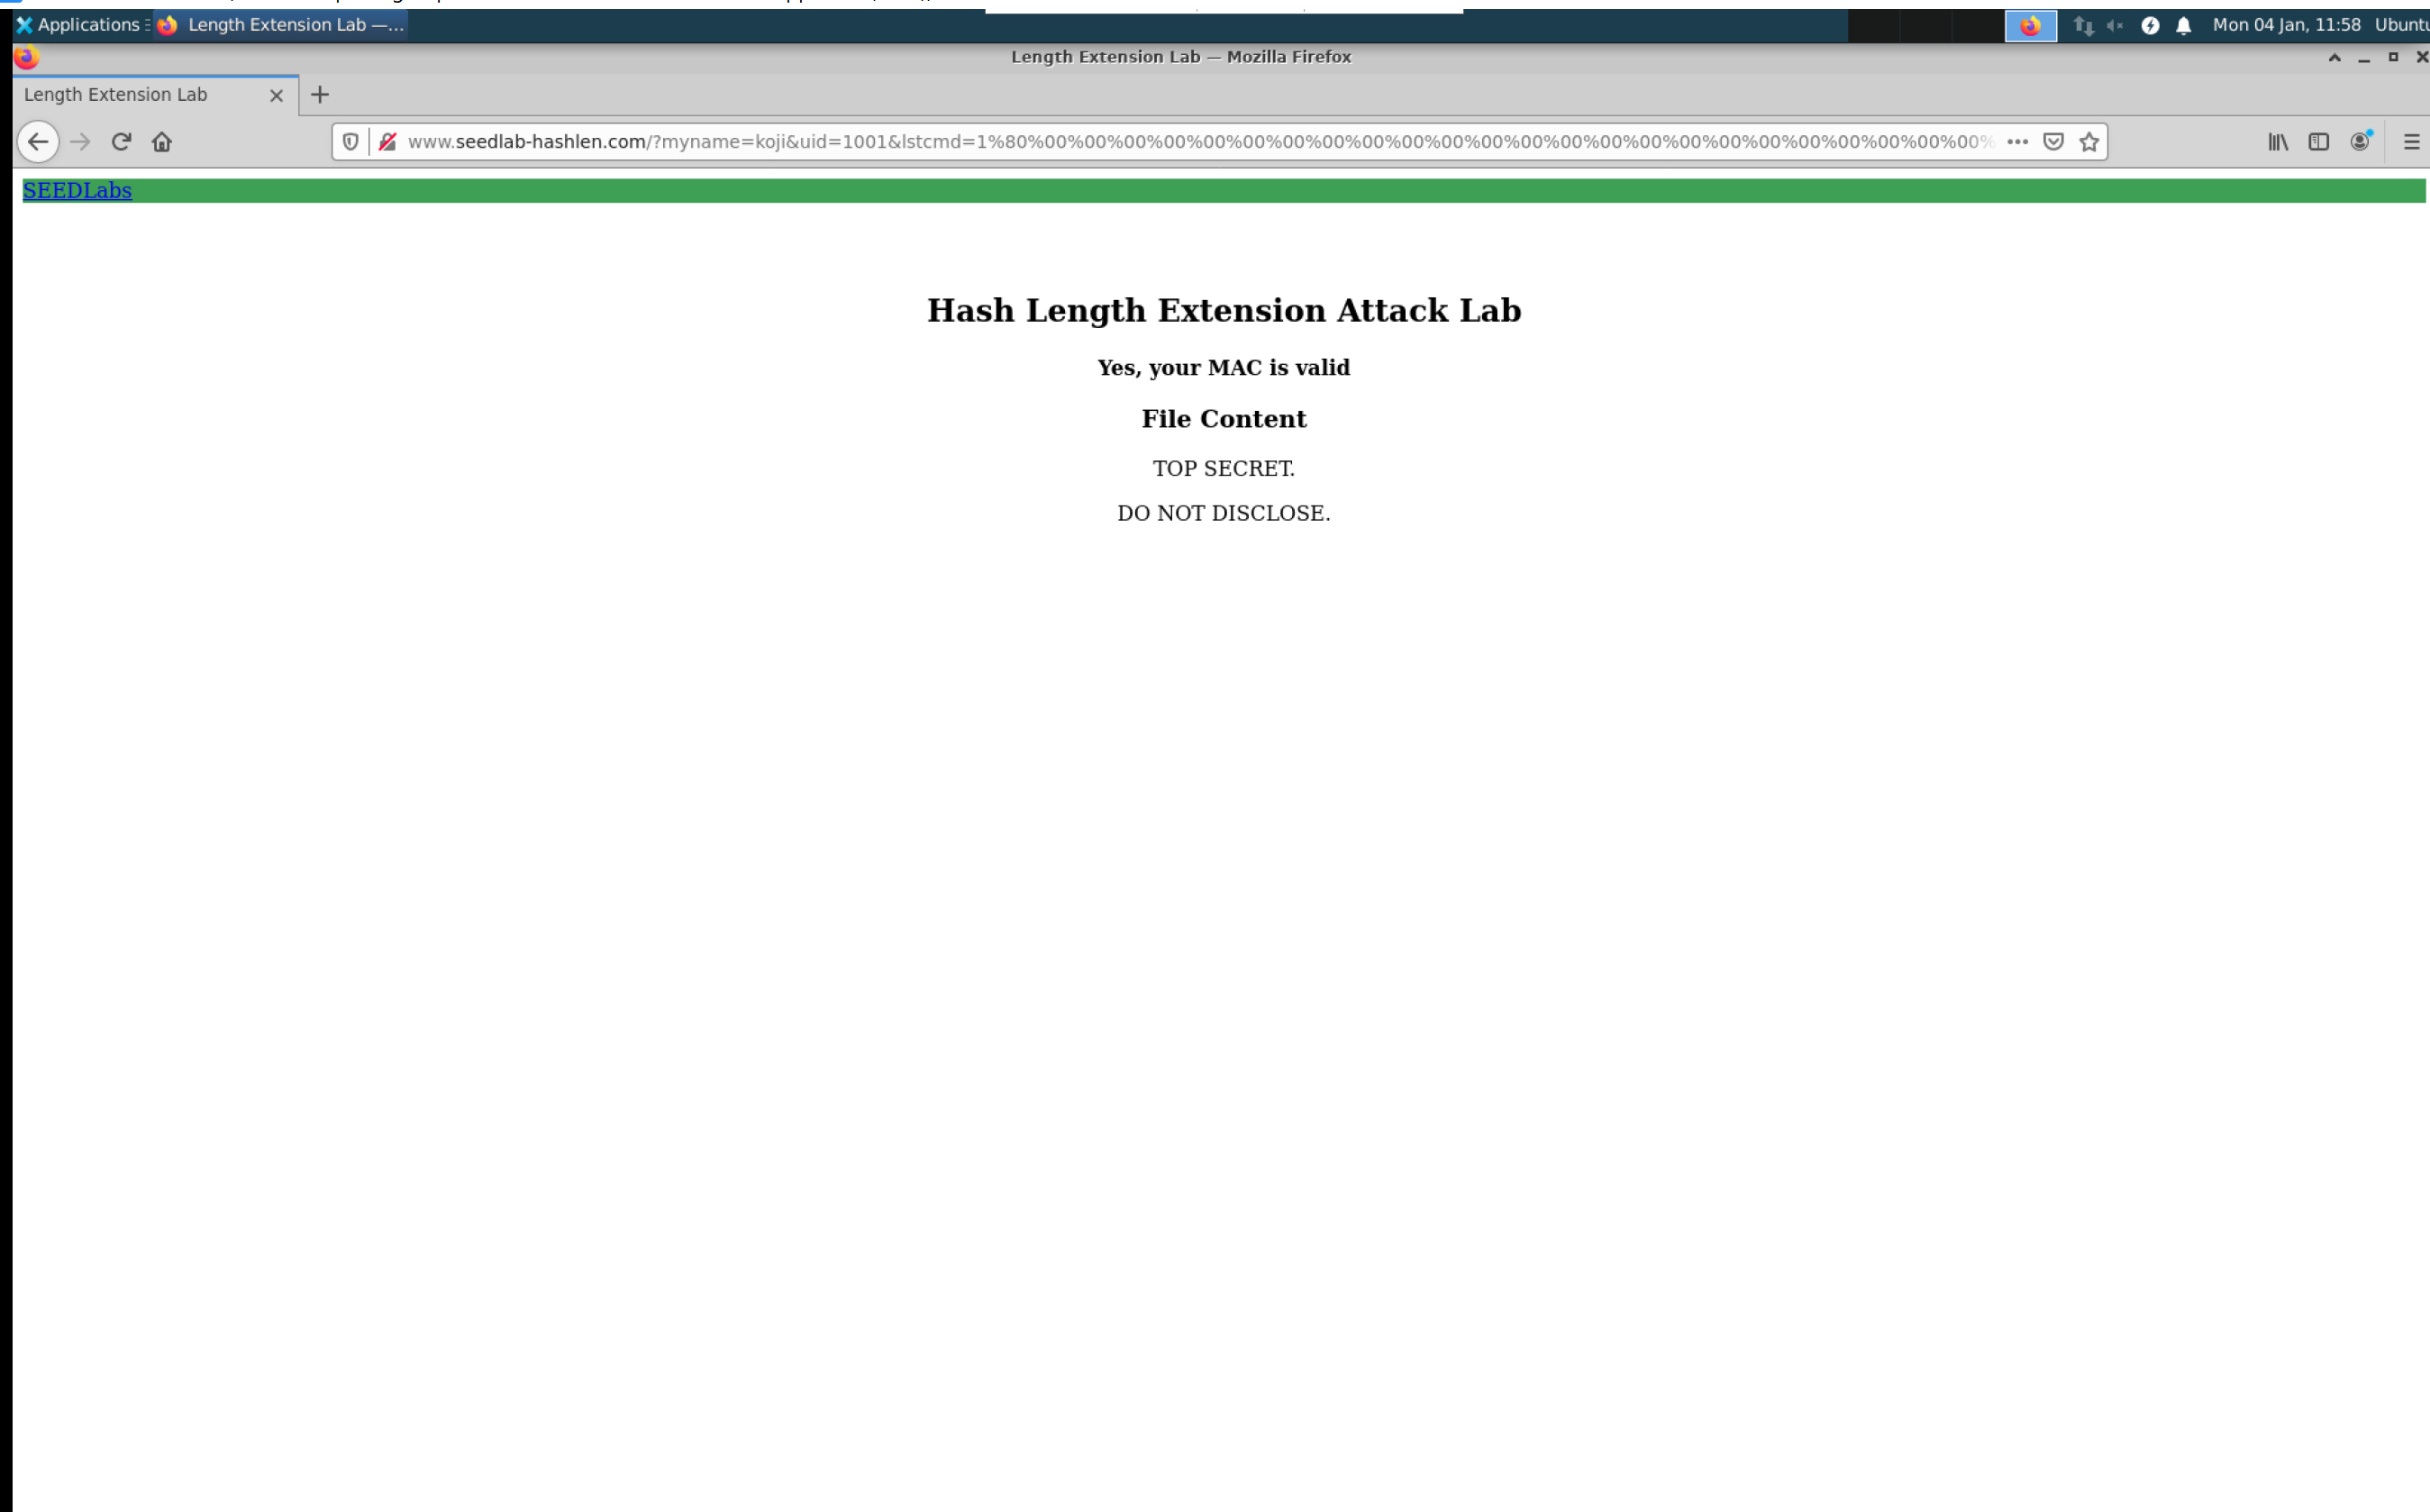 Applications
Length Extension Lab —...
Mon 04 Jan, 11:58
Length Extension Lab — Mozilla Firefox
Length Extension Lab
www.seedlab-hashlen.com/?myname=koji&uid=1001&lstcmd=1%80%00%00%00%00%00%00%00%00%00%00%00%00%00%00%00%00%00%00%00%00%00%00%00%00%
SEEDLabs
Hash Length Extension Attack Lab
Yes, your MAC is valid
File Content
TOP SECRET.
DO NOT DISCLOSE.